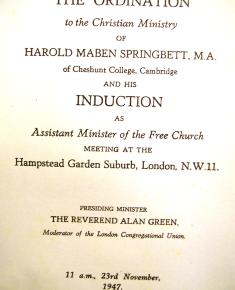 THE ORDINATION
to the Christian Ministry
OF
HAROLD MABEN SPRINGBETT, M.A.
of Cheshunt College, Cambridge
AND HIS
INDUCTION
AS
Assistant Minister of the Free Church
MEETING AT THE
Hampstead Garden Suburb, London, N.W.11.
PRESIDING MINISTER
THE REVEREND ALAN GREEN,
Moderator of the London Congregational Union.
11 a.m., 23rd November,
1947.